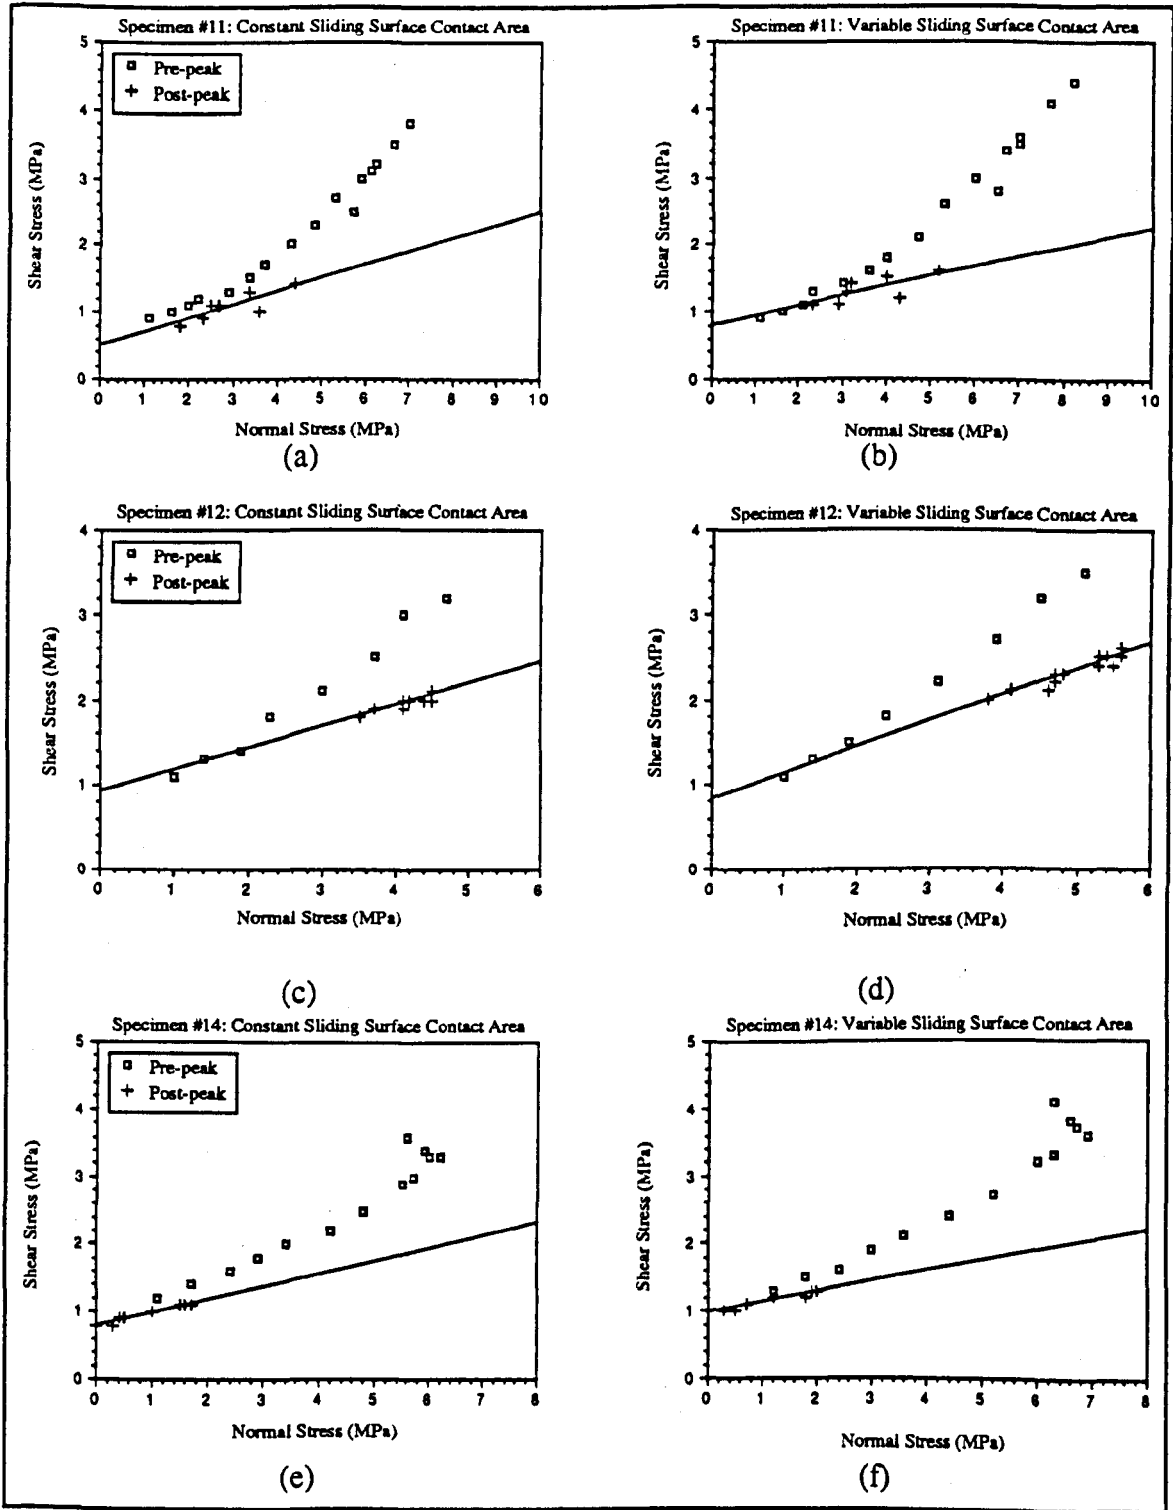 Specimen #11: Constant Sliding Surface Contact Area
5
4
3
2
1
0
Shear Stress (MPa)
Pre-peak
Post-peak
0 1 2 3 4 5 6 7 8 9 10
Normal Stress (MPa)
(a)
Specimen #11: Variable Sliding Surface Contact Area
5
4
3
2
1
0
Shear Stress (MPa)
0 1 2 3 4 5 6 7 8 9 10
Normal Stress (MPa)
(b)
Specimen #12: Constant Sliding Surface Contact Area
4
3
2
1
0
Shear Stress (MPa)
Pre-peak
Post-peak
0 1 2 3 4 5 6
Normal Stress (MPa)
(c)
Specimen #12: Variable Sliding Surface Contact Area
4
3
2
1
0
Shear Stress (MPa)
0 1 2 3 4 5 6
Normal Stress (MPa)
(d)
Specimen #14: Constant Sliding Surface Contact Area
5
4
3
2
1
0
Shear Stress (MPa)
Pre-peak
Post-peak
0 1 2 3 4 5 6 7 8
Normal Stress (MPa)
(e)
Specimen #14: Variable Sliding Surface Contact Area
5
4
3
2
1
0
Shear Stress (MPa)
0 1 2 3 4 5 6 7 8
Normal Stress (MPa)
(f)